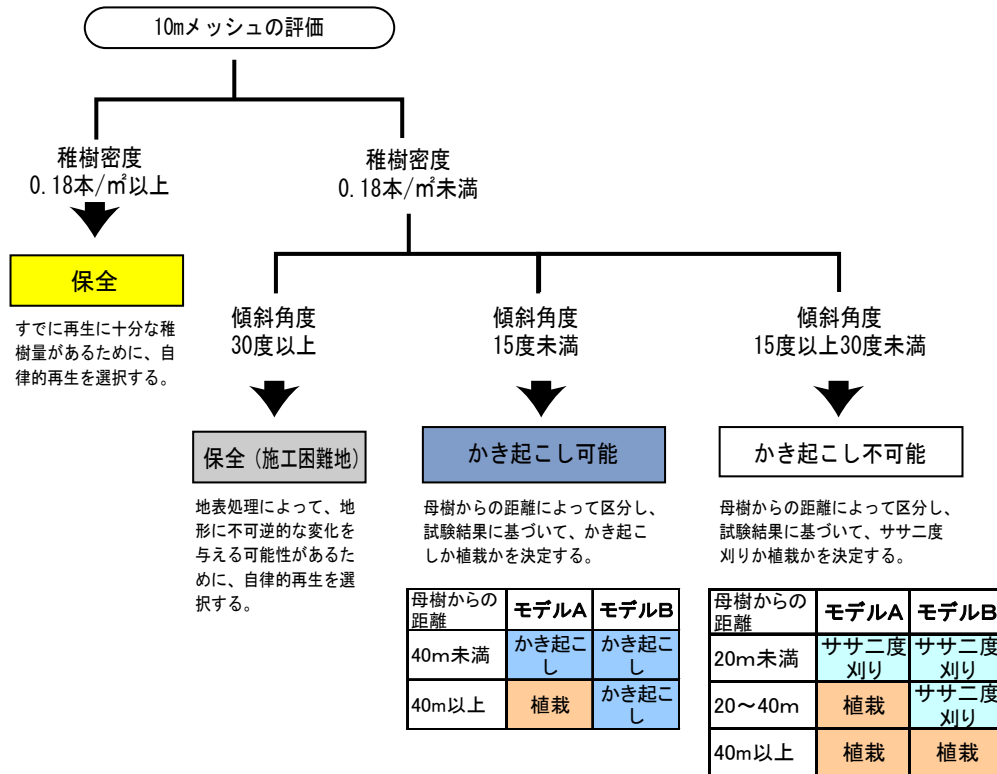 10mメッシュの評価
稚樹密度
0.18本/㎡以上
稚樹密度
0.18本/㎡未満
保全
すでに再生に十分な稚
樹量があるために、自
律的再生を選択する。
傾斜角度
30度以上
傾斜角度
15度未満
傾斜角度
15度以上30度未満
保全（施工困難地）
地表処理によって、地
形に不可逆的な変化を
与える可能性があるた
めに、自律的再生を選
択する。
かき起こし可能
母樹からの距離によって区分し、
試験結果に基づいて、かき起こ
しか植栽かを決定する。
かき起こし不可能
母樹からの距離によって区分し、
試験結果に基づいて、ササ二度
刈りか植栽かを決定する。
母樹からの
距離
モデルA
モデルB
40m未満
かき起こ
し
かき起こ
し
40m以上
植栽
かき起こ
し
母樹からの
距離
モデルA
モデルB
20m未満
ササ二度
刈り
ササ二度
刈り
20～40m
植栽
ササ二度
刈り
40m以上
植栽
植栽